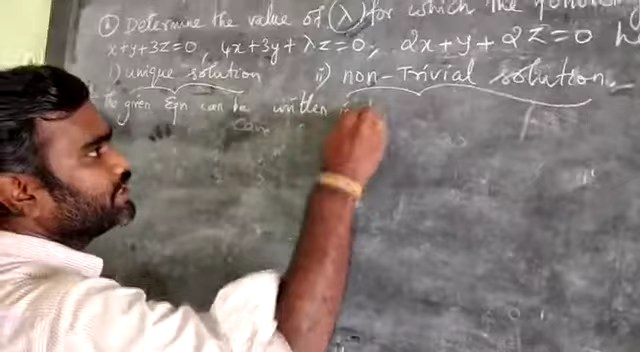 Determine the value of (λ) for which the
x+y+3z=0, 4x+3y+λz=0, 2x+y+2z=0
i) unique solution ii) non-Trivial solution.
the given Eqn can be written in